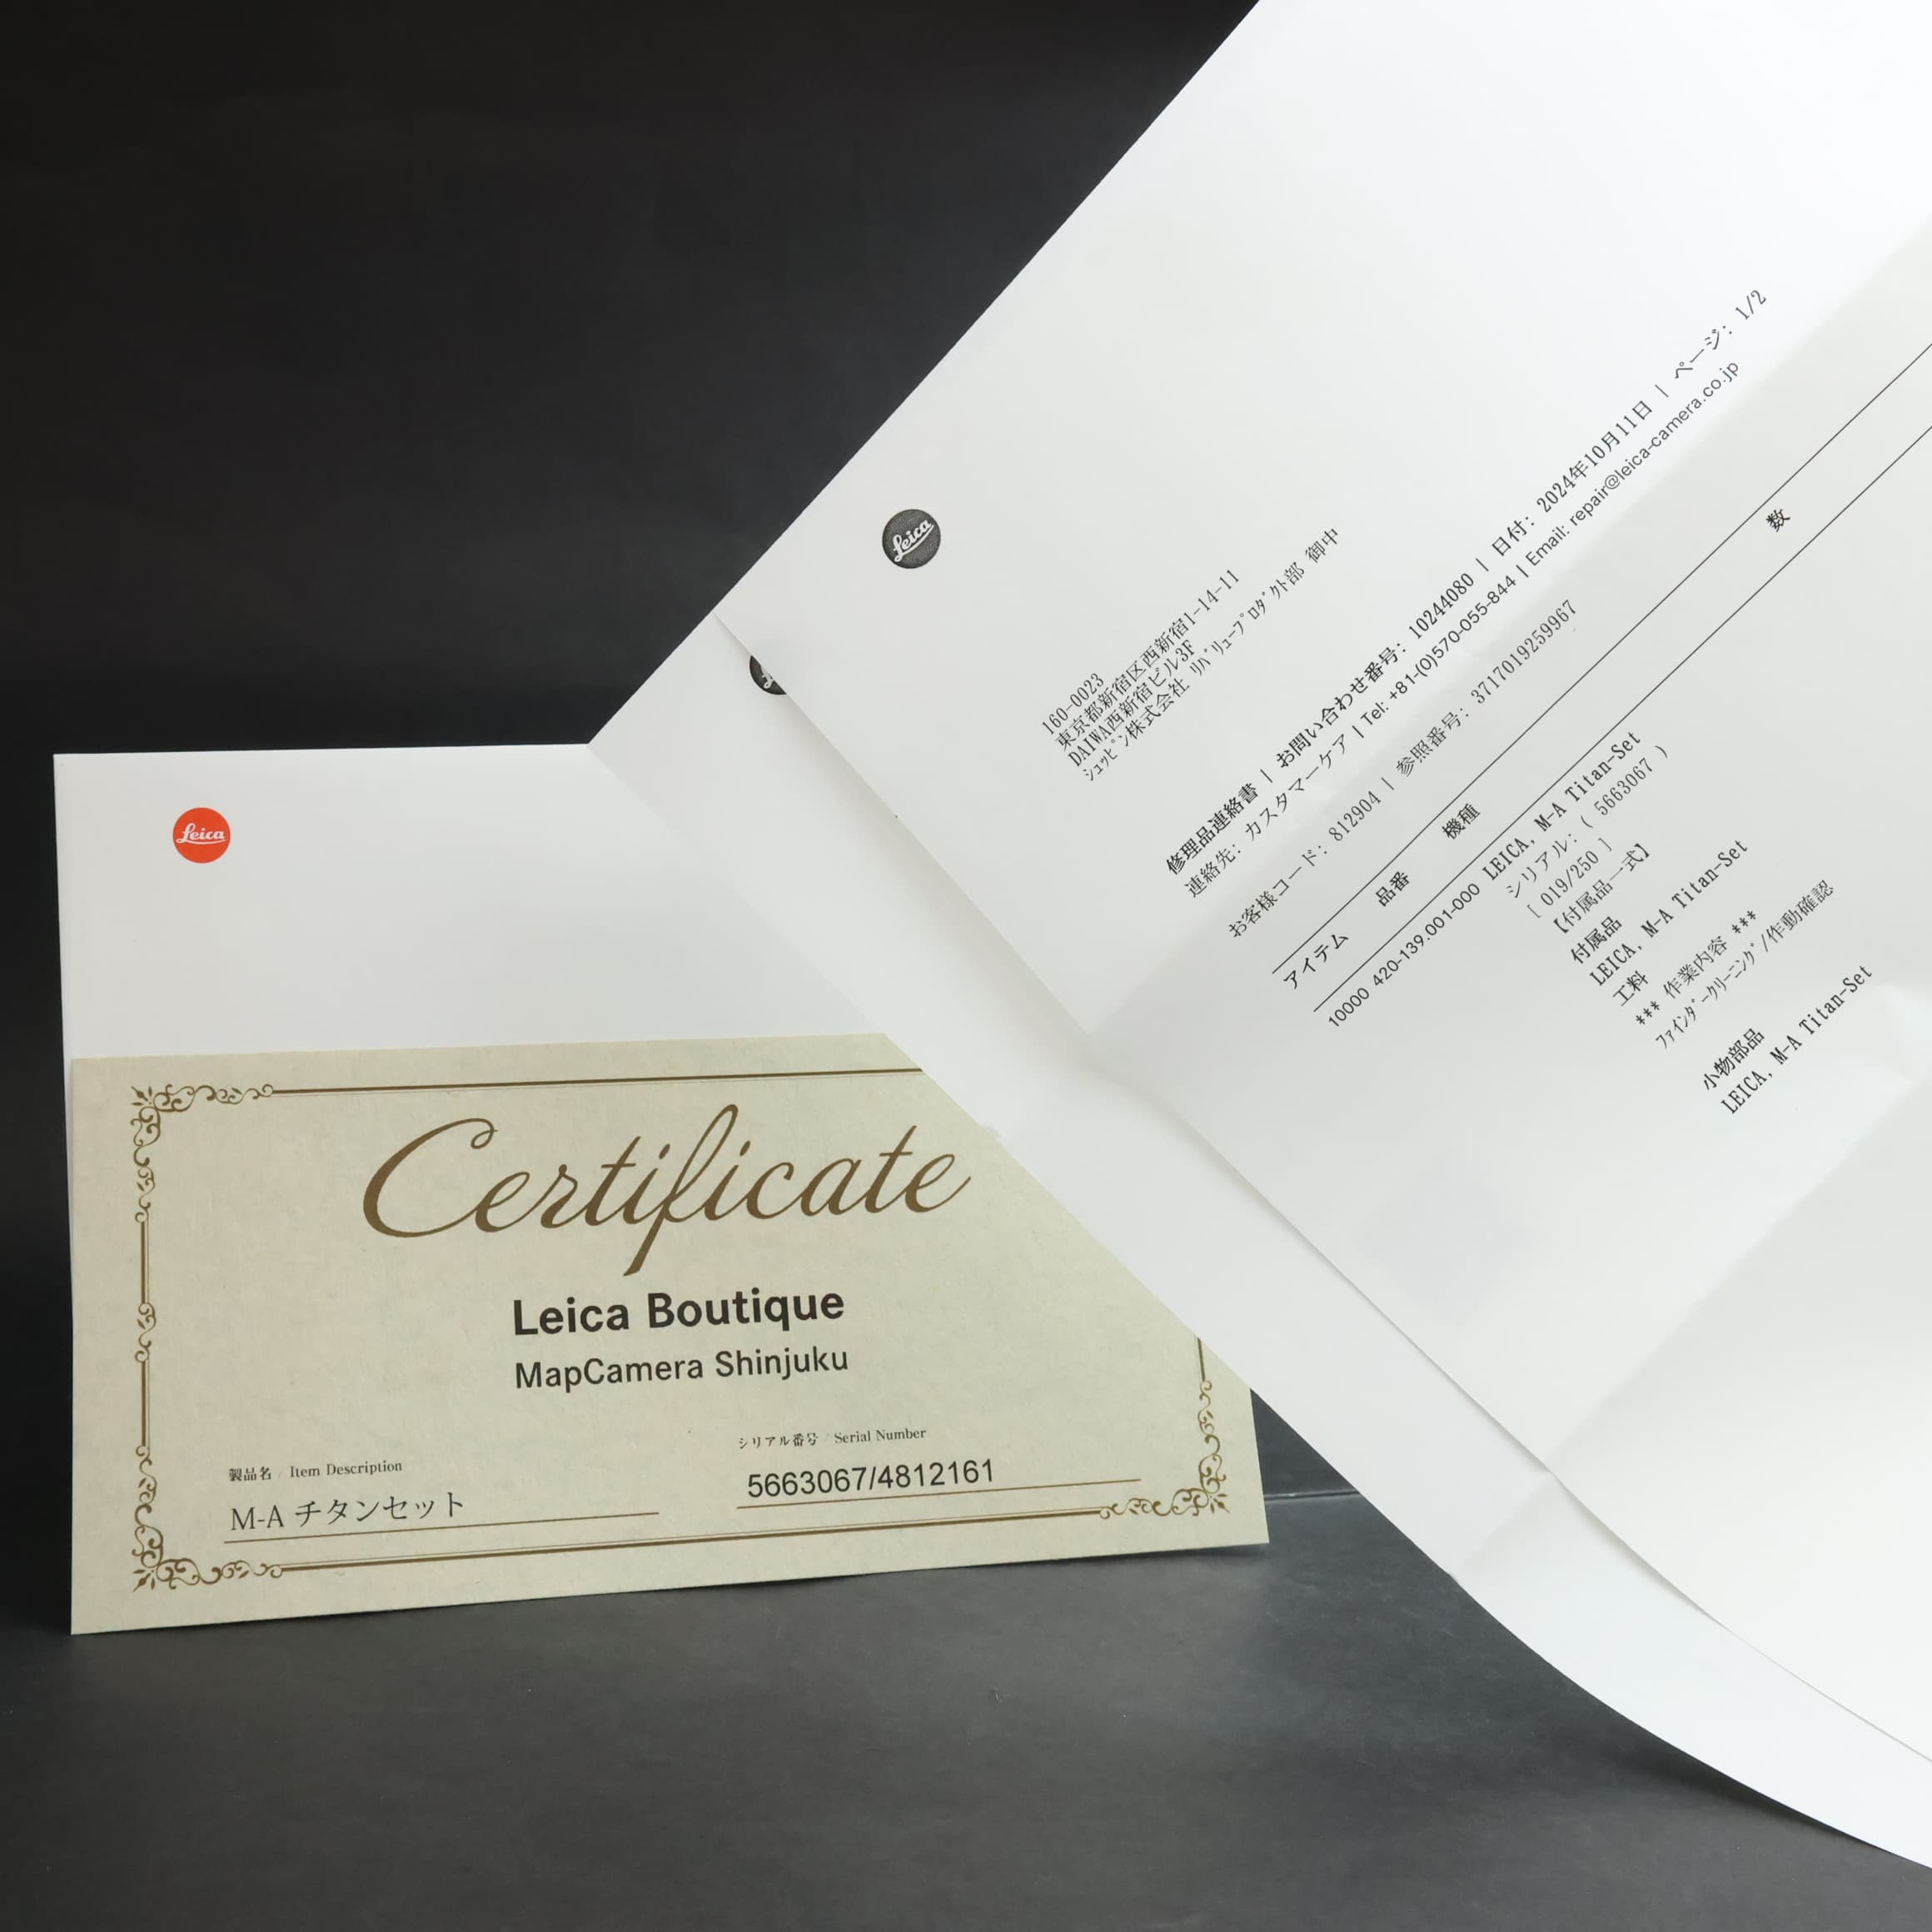 Leica
Certificate
Leica Boutique
MapCamera Shinjuku
製品名 / Item Description
M-A チタンセット
シリアル番号 / Serial Number
5663067/4812161
Leica
160-0023
東京都新宿区西新宿1-14-11
DAIWA西新宿ビル3F
ｼｭｯﾋﾟﾝ株式会社 ﾘﾊﾞﾘｭｰﾌﾟﾛﾀﾞｸﾄ部 御中
修理品連絡書 | お問い合わせ番号: 10244080 | 日付: 2024年10月11日 | ページ: 1/2
連絡先: カスタマーケア | Tel: +81-(0)570-055-844 | Email: repair@leica-camera.co.jp
お客様コード: 812904 | 参照番号: 3717019259967
アイテム 品番 機種 数
10000 420-139.001-000 LEICA, M-A Titan-Set
シリアル: ( 5663067 )
[ 019/250 ]
【付属品一式】
付属品
LEICA, M-A Titan-Set
工料
*** 作業内容 ***
ﾌｧｲﾝﾀﾞｰｸﾘｰﾆﾝｸﾞ/作動確認
小物部品
LEICA, M-A Titan-Set